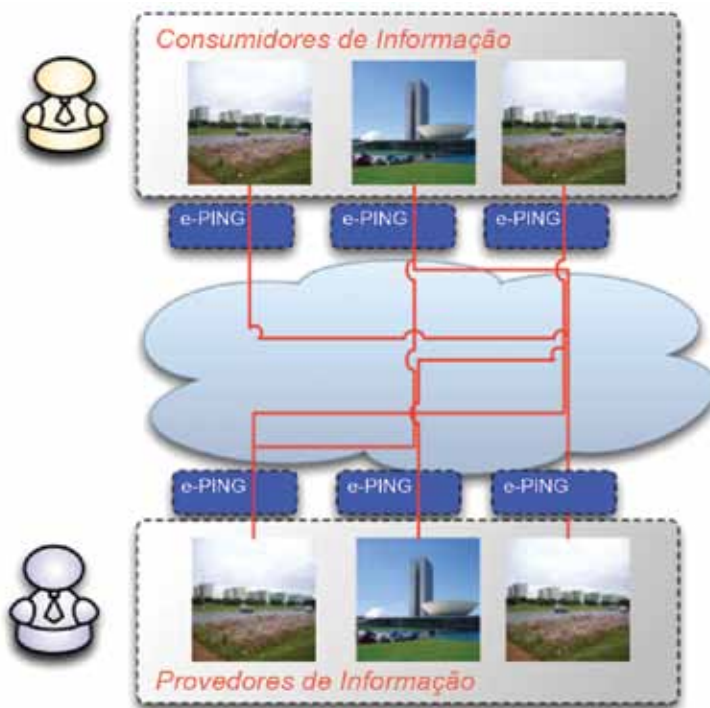 Consumidores de Informação
e-PING
e-PING
e-PING
e-PING
e-PING
e-PING
Provedores de Informação